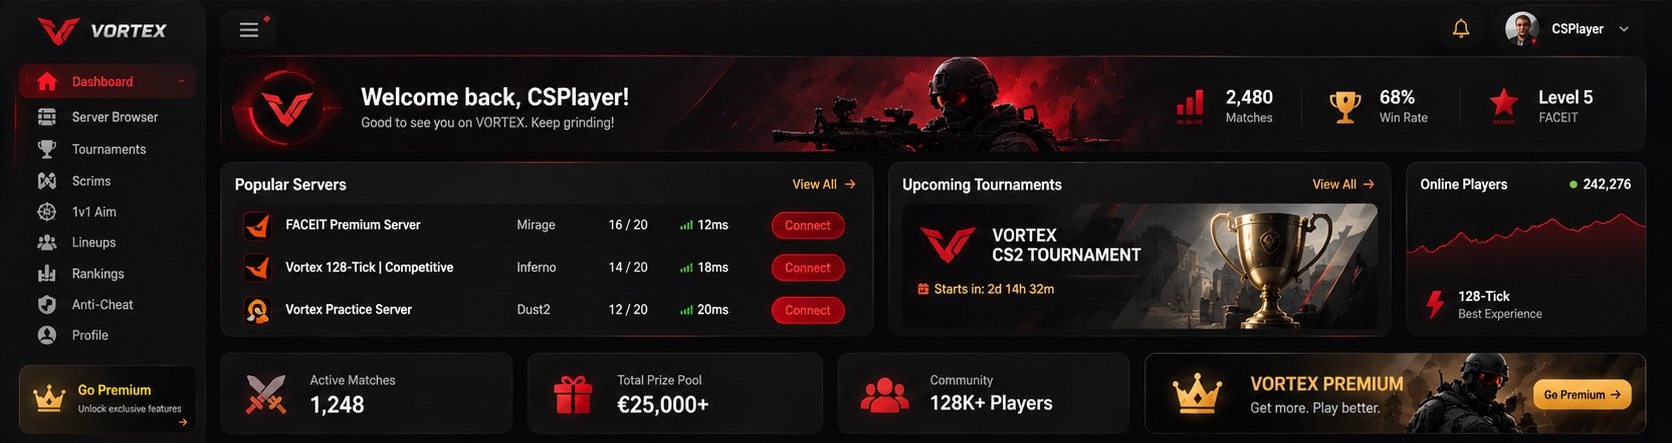 VORTEX
Dashboard
Server Browser
Tournaments
Scrims
1v1 Aim
Lineups
Rankings
Anti-Cheat
Profile
Go Premium
Unlock exclusive features
CSPlayer
Welcome back, CSPlayer!
Good to see you on VORTEX. Keep grinding!
2,480
Matches
68%
Win Rate
Level 5
FACEIT
Popular Servers
View All
FACEIT Premium Server Mirage 16 / 20 12ms Connect
Vortex 128-Tick | Competitive Inferno 14 / 20 18ms Connect
Vortex Practice Server Dust2 12 / 20 20ms Connect
Upcoming Tournaments
View All
VORTEX
CS2 TOURNAMENT
Starts in: 2d 14h 32m
Online Players
242,276
128-Tick
Best Experience
Active Matches
1,248
Total Prize Pool
€25,000+
Community
128K+ Players
VORTEX PREMIUM
Get more. Play better.
Go Premium